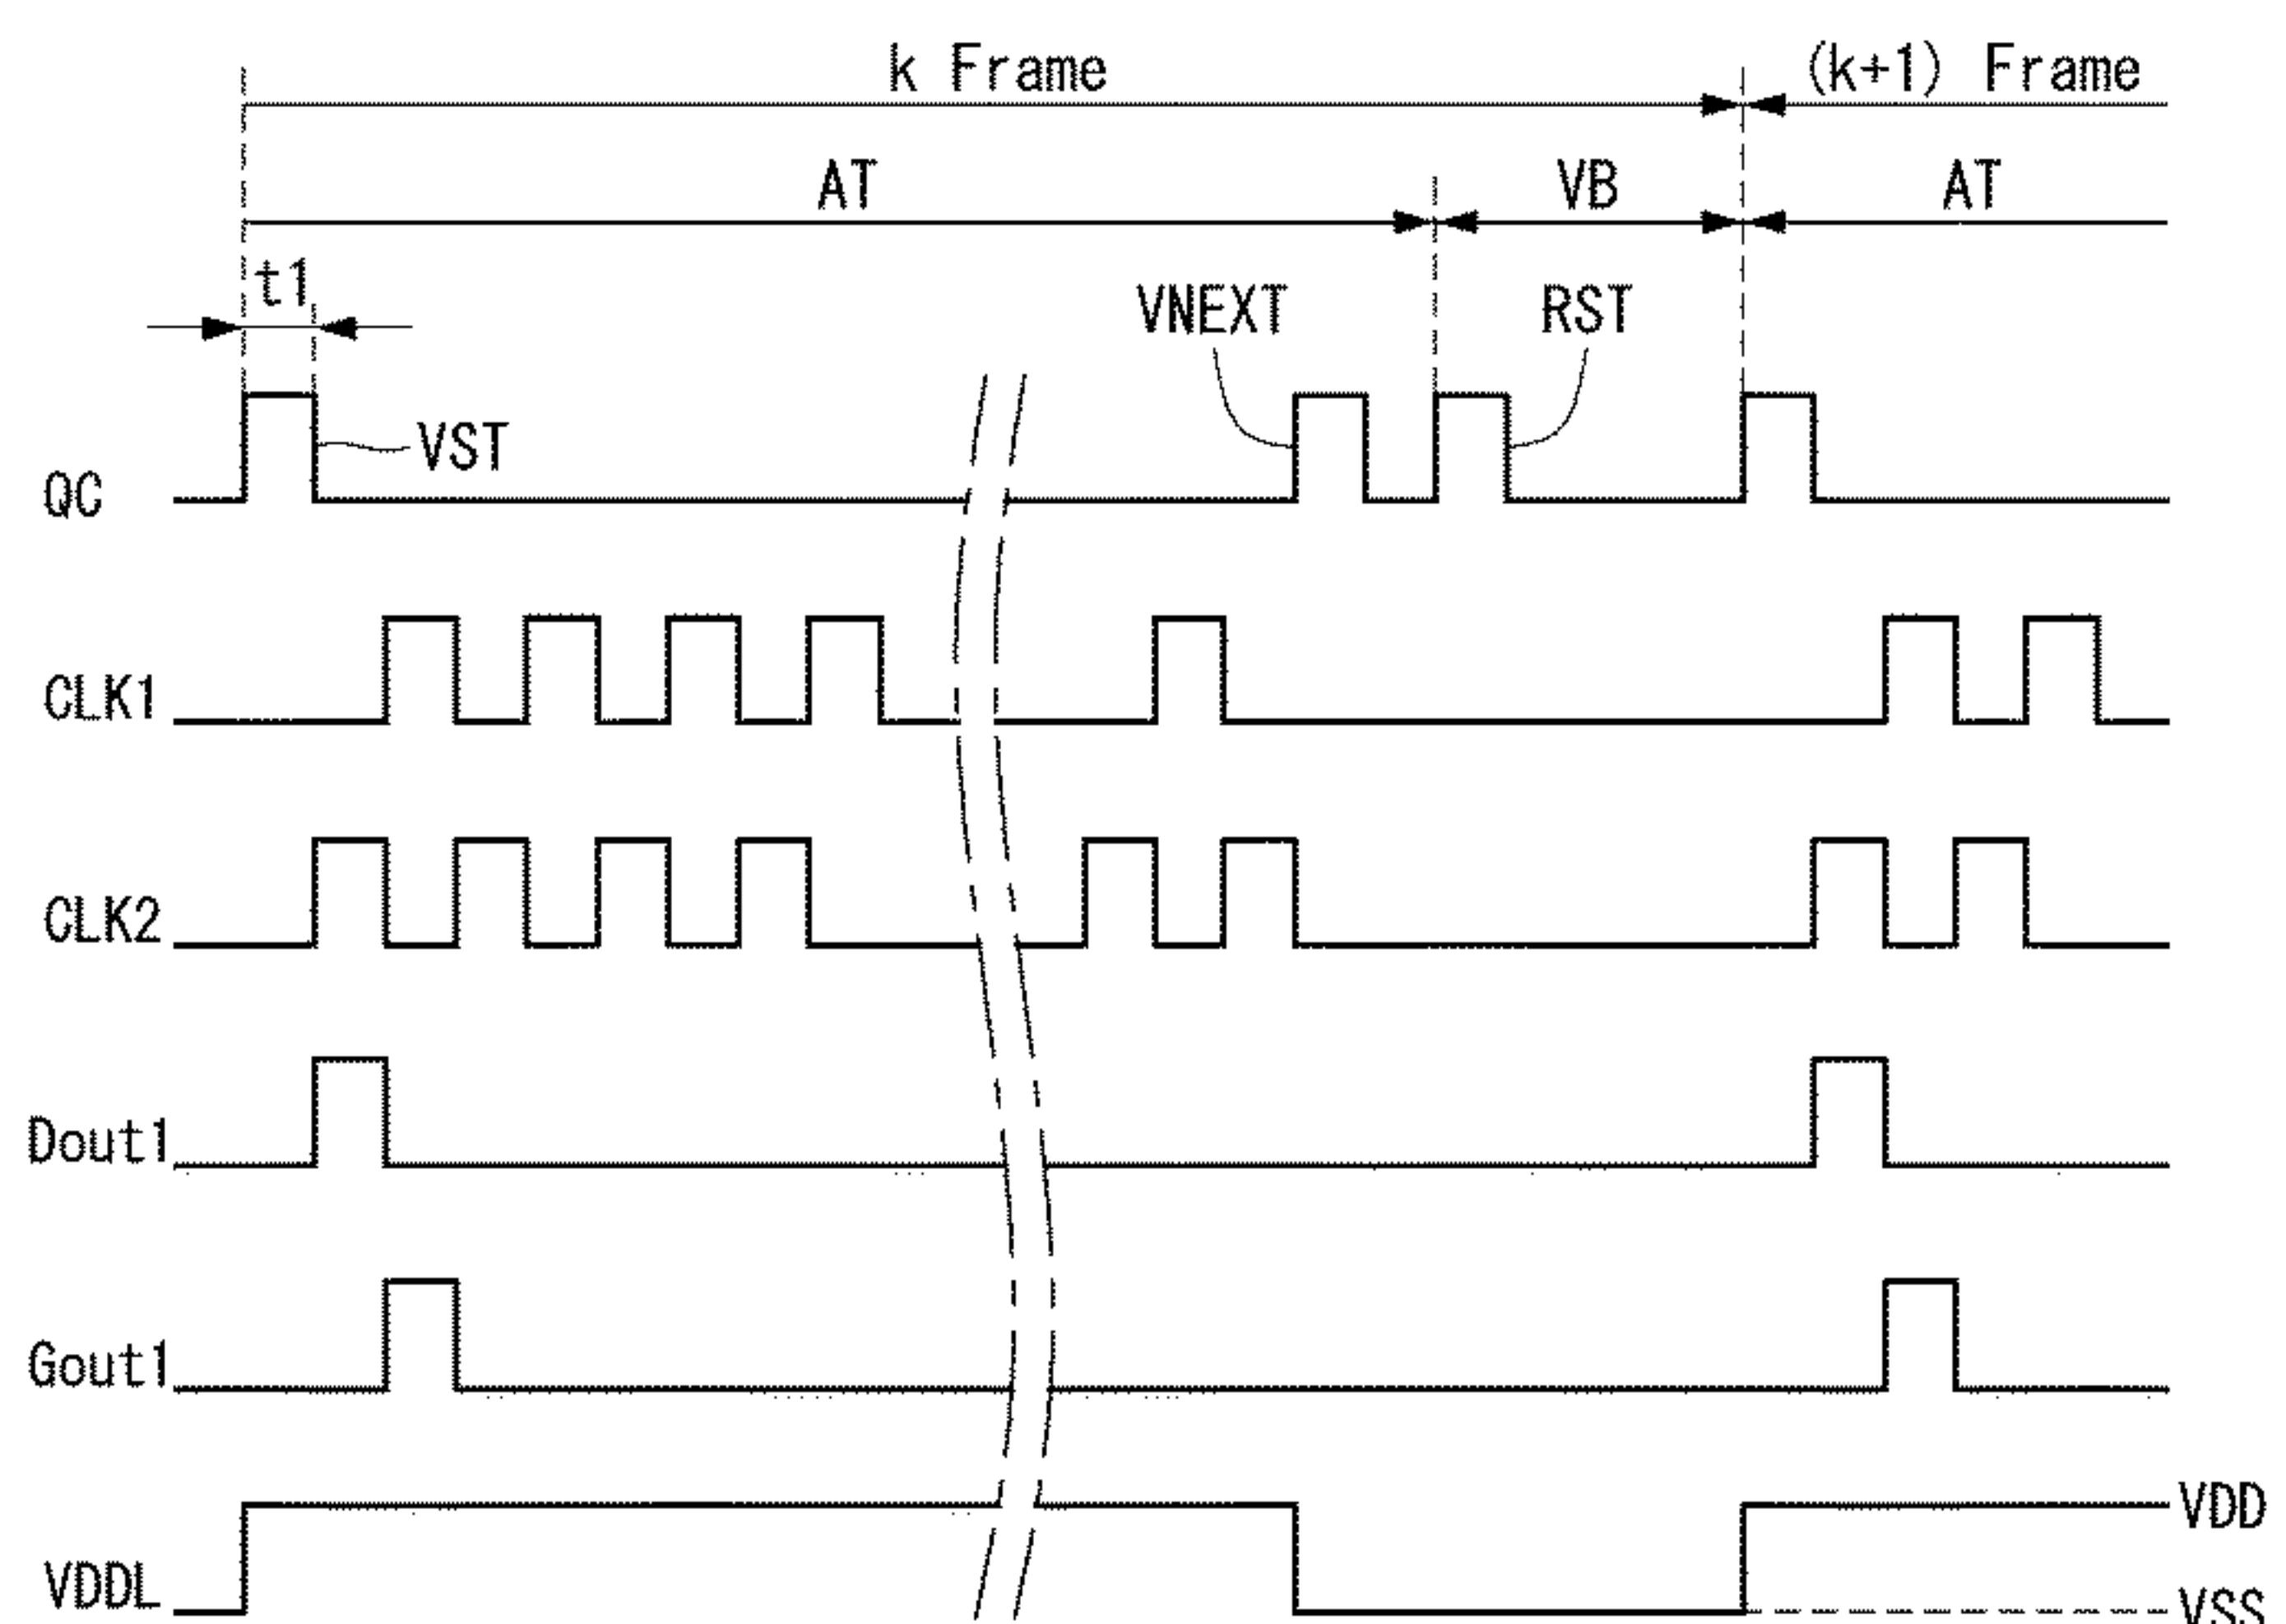 k Frame
(k+1) Frame
AT
VB
AT
t1
VNEXT
RST
VST
QC
CLK1
CLK2
Dout1
Gout1
VDD
VDDL
VSS